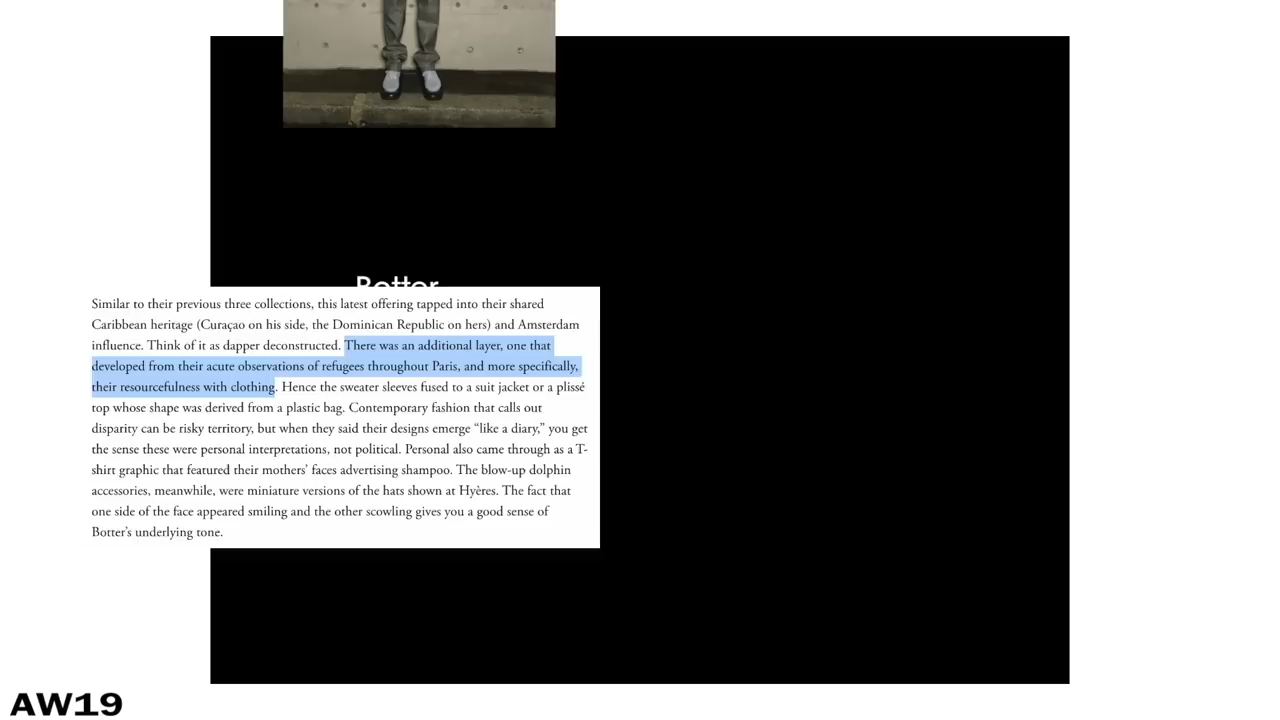 Botter
Similar to their previous three collections, this latest offering tapped into their shared
Caribbean heritage (Curaçao on his side, the Dominican Republic on hers) and Amsterdam
influence. Think of it as dapper deconstructed. There was an additional layer, one that
developed from their acute observations of refugees throughout Paris, and more specifically,
their resourcefulness with clothing. Hence the sweater sleeves fused to a suit jacket or a plissé
top whose shape was derived from a plastic bag. Contemporary fashion that calls out
disparity can be risky territory, but when they said their designs emerge “like a diary,” you get
the sense these were personal interpretations, not political. Personal also came through as a T-
shirt graphic that featured their mothers’ faces advertising shampoo. The blow-up dolphin
accessories, meanwhile, were miniature versions of the hats shown at Hyères. The fact that
one side of the face appeared smiling and the other scowling gives you a good sense of
Botter’s underlying tone.
AW19